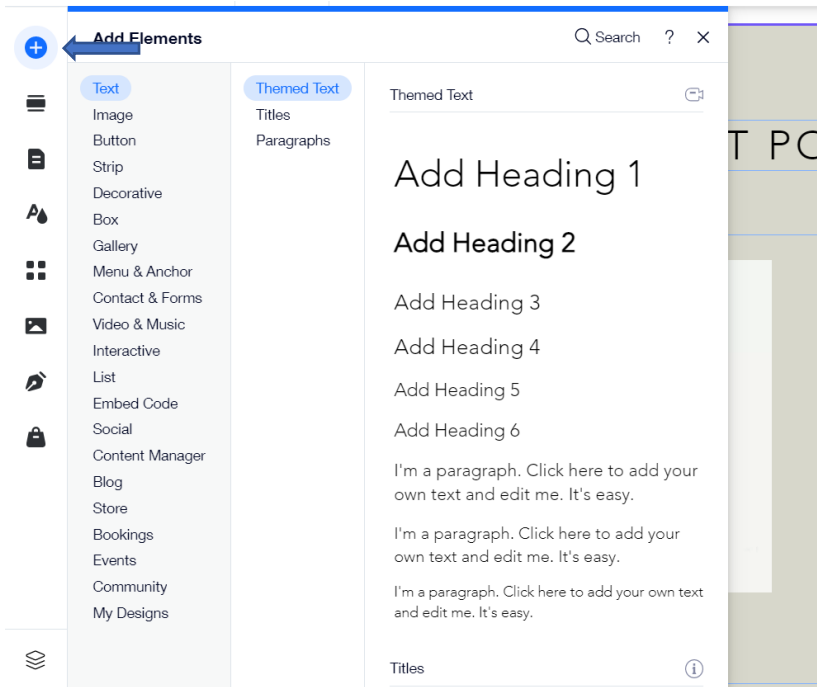 Add Elements
Search ? ×
Text
Image
Button
Strip
Decorative
Box
Gallery
Menu & Anchor
Contact & Forms
Video & Music
Interactive
List
Embed Code
Social
Content Manager
Blog
Store
Bookings
Events
Community
My Designs
Themed Text
Titles
Paragraphs
Themed Text
Add Heading 1
Add Heading 2
Add Heading 3
Add Heading 4
Add Heading 5
Add Heading 6
I'm a paragraph. Click here to add your
own text and edit me. It's easy.
I'm a paragraph. Click here to add your
own text and edit me. It's easy.
I'm a paragraph. Click here to add your own text
and edit me. It's easy.
Titles
T PO